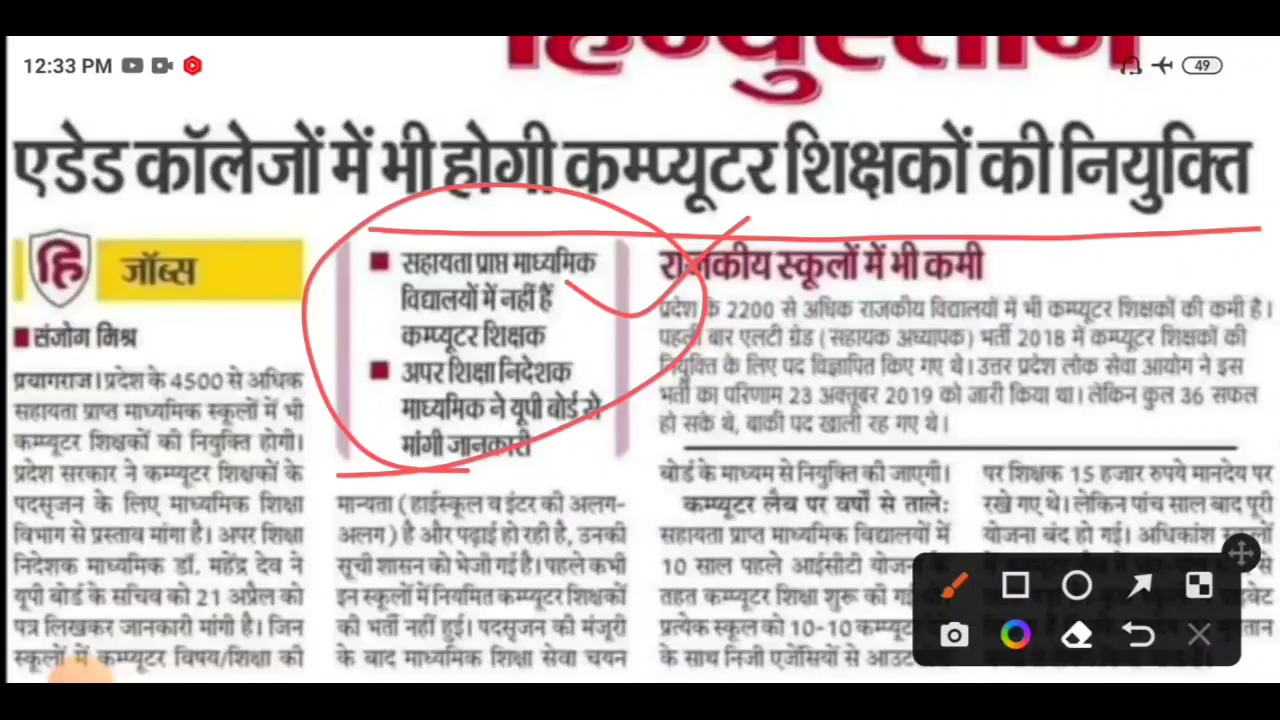 12:33 PM
49
हिन्दुस्तान
एडेड कॉलेजों में भी होगी कम्प्यूटर शिक्षकों की नियुक्ति
हि जॉब्स
■ संजोग मिश्र
प्रयागराज। प्रदेश के 4500 से अधिक
सहायता प्राप्त माध्यमिक स्कूलों में भी
कम्प्यूटर शिक्षकों की नियुक्ति होगी।
प्रदेश सरकार ने कम्प्यूटर शिक्षकों के
पदसृजन के लिए माध्यमिक शिक्षा
विभाग से प्रस्ताव मांगा है। अपर शिक्षा
निदेशक माध्यमिक डॉ. महेंद्र देव ने
यूपी बोर्ड के सचिव को 21 अप्रैल को
पत्र लिखकर जानकारी मांगी है। जिन
स्कूलों में कम्प्यूटर विषय/शिक्षा की
■ सहायता प्राप्त माध्यमिक
विद्यालयों में नहीं हैं
कम्प्यूटर शिक्षक
■ अपर शिक्षा निदेशक
माध्यमिक ने यूपी बोर्ड से
मांगी जानकारी
मान्यता (हाईस्कूल व इंटर की अलग-
अलग) है और पढ़ाई हो रही है, उनकी
सूची शासन को भेजी गई है। पहले कभी
इन स्कूलों में नियमित कम्प्यूटर शिक्षकों
की भर्ती नहीं हुई। पदसृजन की मंजूरी
के बाद माध्यमिक शिक्षा सेवा चयन
राजकीय स्कूलों में भी कमी
प्रदेश के 2200 से अधिक राजकीय विद्यालयों में भी कम्प्यूटर शिक्षकों की कमी है।
पहली बार एलटी ग्रेड (सहायक अध्यापक) भर्ती 2018 में कम्प्यूटर शिक्षकों की
नियुक्ति के लिए पद विज्ञापित किए गए थे। उत्तर प्रदेश लोक सेवा आयोग ने इस
भर्ती का परिणाम 23 अक्तूबर 2019 को जारी किया था। लेकिन कुल 36 सफल
हो सके थे, बाकी पद खाली रह गए थे।
बोर्ड के माध्यम से नियुक्ति की जाएगी।
कम्प्यूटर लैब पर वर्षों से ताले:
सहायता प्राप्त माध्यमिक विद्यालयों में
10 साल पहले आईसीटी योजना के
तहत कम्प्यूटर शिक्षा शुरू की गई
प्रत्येक स्कूल को 10-10 कम्प्यूटर
के साथ निजी एजेंसियों से
पर शिक्षक 15 हजार रुपये मानदेय पर
रखे गए थे। लेकिन पांच साल बाद पूरी
योजना बंद हो गई। अधिकांश स्कूलों
से